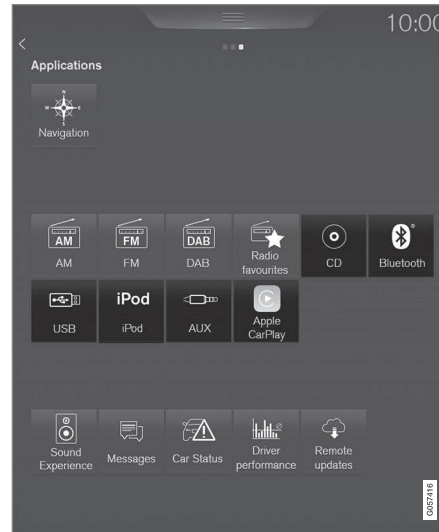 10:00
Applications
N
W
E
S
Navigation
AM
FM
DAB
AM
FM
DAB
Radio
favourites
CD
Bluetooth
iPod
USB
iPod
AUX
Apple
CarPlay
Sound
Experience
Messages
Car Status
Driver
performance
Remote
updates
G057416